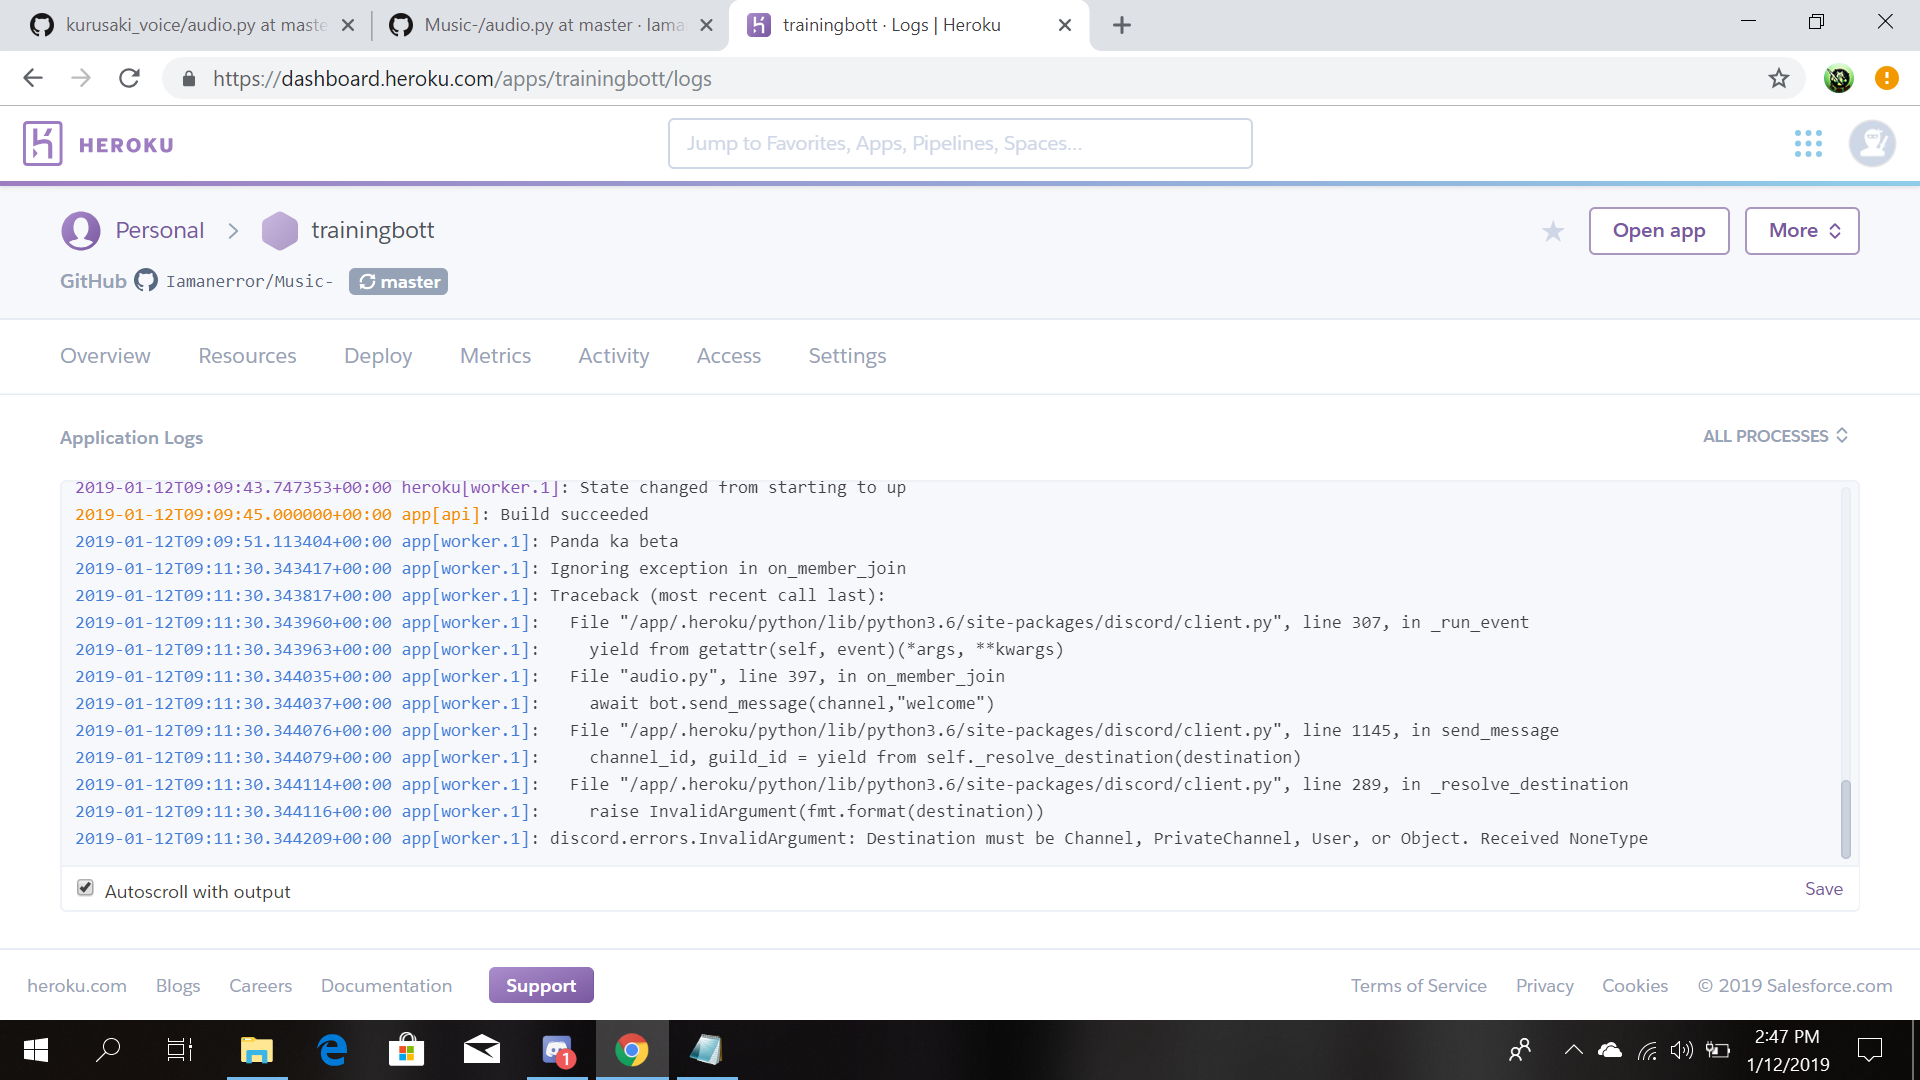 kurusaki_voice/audio.py at maste
Music-/audio.py at master · Iama
trainingbott · Logs | Heroku
https://dashboard.heroku.com/apps/trainingbott/logs
HEROKU
Jump to Favorites, Apps, Pipelines, Spaces...
Personal
trainingbott
Open app
More
GitHub Iamanerror/Music- master
Overview Resources Deploy Metrics Activity Access Settings
Application Logs
ALL PROCESSES
2019-01-12T09:09:43.747353+00:00 heroku[worker.1]: State changed from starting to up
2019-01-12T09:09:45.000000+00:00 app[api]: Build succeeded
2019-01-12T09:09:51.113404+00:00 app[worker.1]: Panda ka beta
2019-01-12T09:11:30.343417+00:00 app[worker.1]: Ignoring exception in on_member_join
2019-01-12T09:11:30.343817+00:00 app[worker.1]: Traceback (most recent call last):
2019-01-12T09:11:30.343960+00:00 app[worker.1]:   File "/app/.heroku/python/lib/python3.6/site-packages/discord/client.py", line 307, in _run_event
2019-01-12T09:11:30.343963+00:00 app[worker.1]:     yield from getattr(self, event)(*args, **kwargs)
2019-01-12T09:11:30.344035+00:00 app[worker.1]:   File "audio.py", line 397, in on_member_join
2019-01-12T09:11:30.344037+00:00 app[worker.1]:     await bot.send_message(channel,"welcome")
2019-01-12T09:11:30.344076+00:00 app[worker.1]:   File "/app/.heroku/python/lib/python3.6/site-packages/discord/client.py", line 1145, in send_message
2019-01-12T09:11:30.344079+00:00 app[worker.1]:     channel_id, guild_id = yield from self._resolve_destination(destination)
2019-01-12T09:11:30.344114+00:00 app[worker.1]:   File "/app/.heroku/python/lib/python3.6/site-packages/discord/client.py", line 289, in _resolve_destination
2019-01-12T09:11:30.344116+00:00 app[worker.1]:     raise InvalidArgument(fmt.format(destination))
2019-01-12T09:11:30.344209+00:00 app[worker.1]: discord.errors.InvalidArgument: Destination must be Channel, PrivateChannel, User, or Object. Received NoneType
Autoscroll with output
Save
heroku.com Blogs Careers Documentation Support
Terms of Service Privacy Cookies © 2019 Salesforce.com
1
2:47 PM
1/12/2019